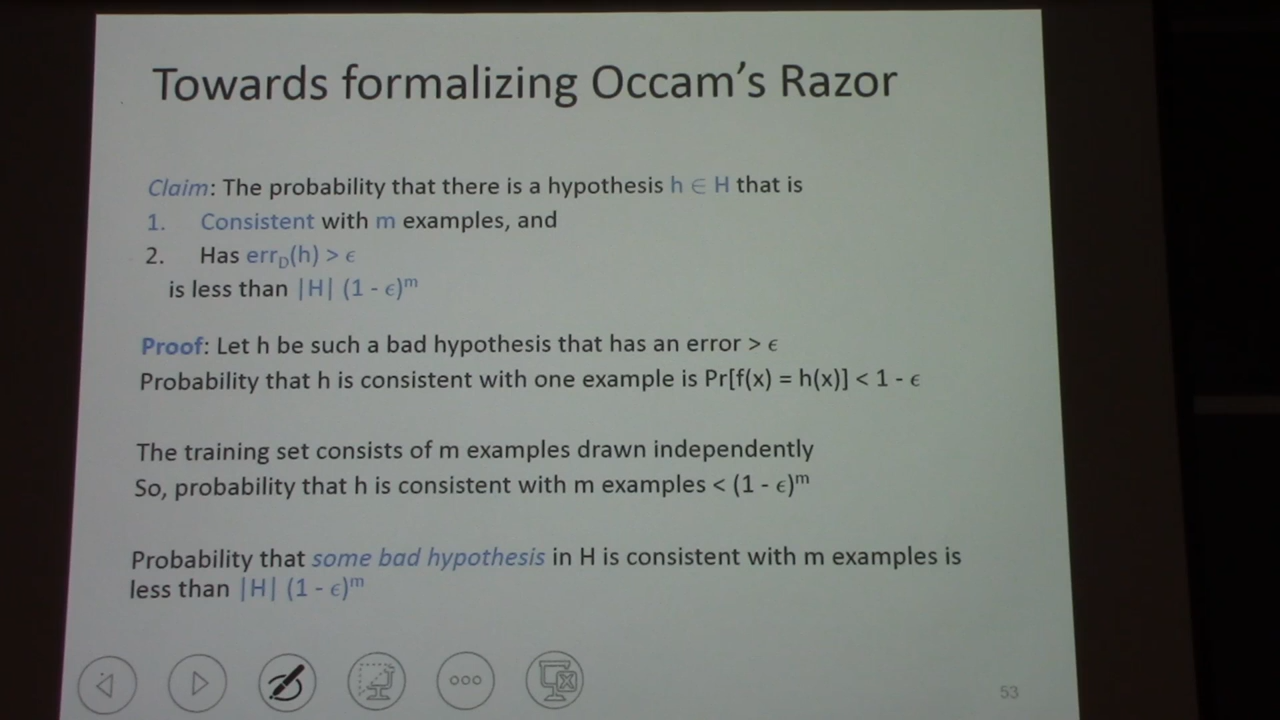 Towards formalizing Occam's Razor
Claim: The probability that there is a hypothesis h ∈ H that is
1. Consistent with m examples, and
2. Has err_D(h) > ϵ
is less than |H| (1 - ϵ)^m
Proof: Let h be such a bad hypothesis that has an error > ϵ
Probability that h is consistent with one example is Pr[f(x) = h(x)] < 1 - ϵ
The training set consists of m examples drawn independently
So, probability that h is consistent with m examples < (1 - ϵ)^m
Probability that some bad hypothesis in H is consistent with m examples is
less than |H| (1 - ϵ)^m
53